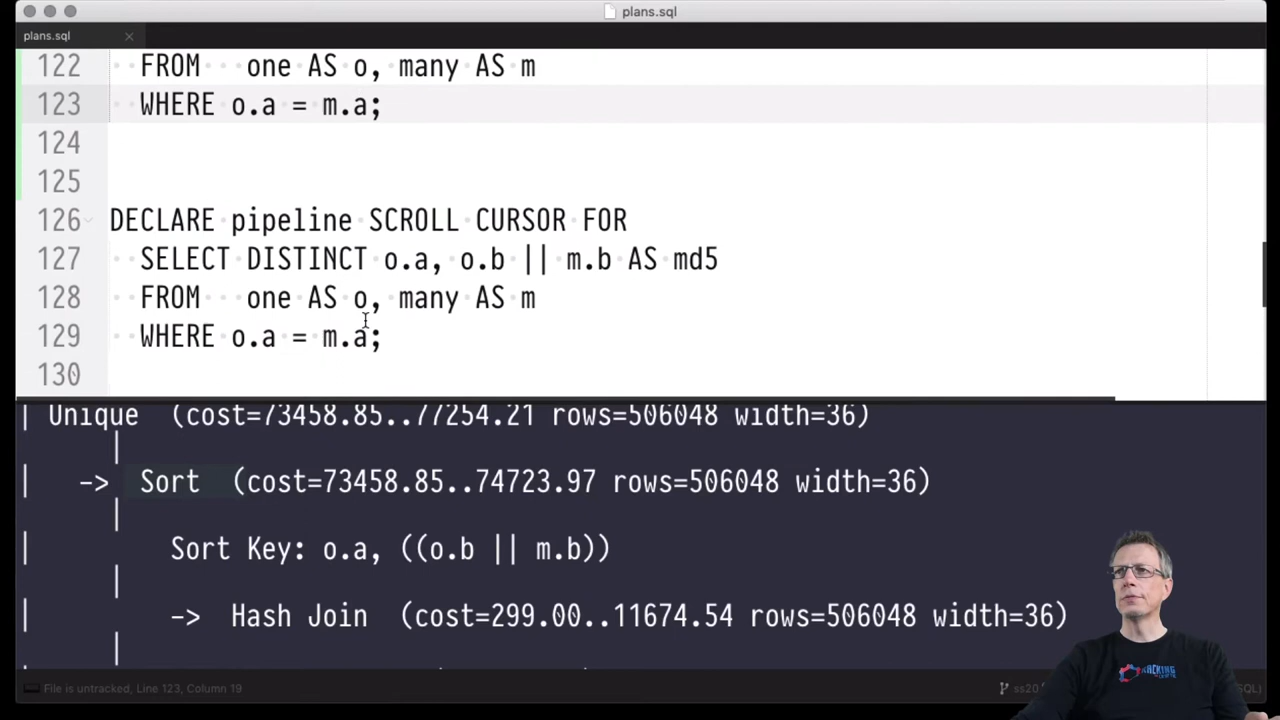 plans.sql
plans.sql ×
122 FROM one AS o, many AS m
123 WHERE o.a = m.a;
124
125
126 DECLARE pipeline SCROLL CURSOR FOR
127 SELECT DISTINCT o.a, o.b || m.b AS md5
128 FROM one AS o, many AS m
129 WHERE o.a = m.a;
130
| Unique (cost=73458.85..77254.21 rows=506048 width=36)
|
| -> Sort (cost=73458.85..74723.97 rows=506048 width=36)
|
| Sort Key: o.a, ((o.b || m.b))
|
| -> Hash Join (cost=299.00..11674.54 rows=506048 width=36)
|
File is untracked, Line 123, Column 19
ss20
SQL)
HACKING